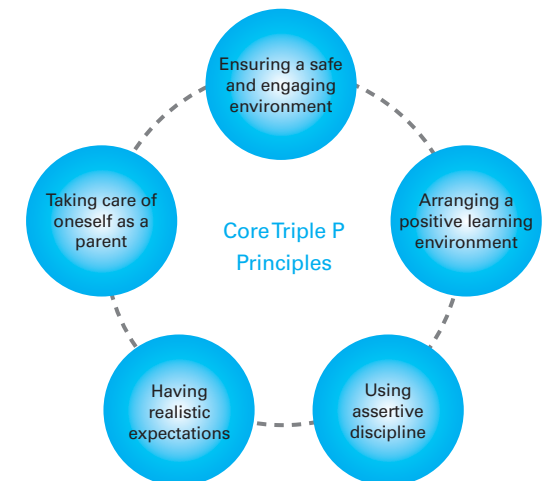 Ensuring a safe
and engaging
environment
Arranging a
positive learning
environment
Using
assertive
discipline
Having
realistic
expectations
Taking care of
oneself as a
parent
Core Triple P
Principles